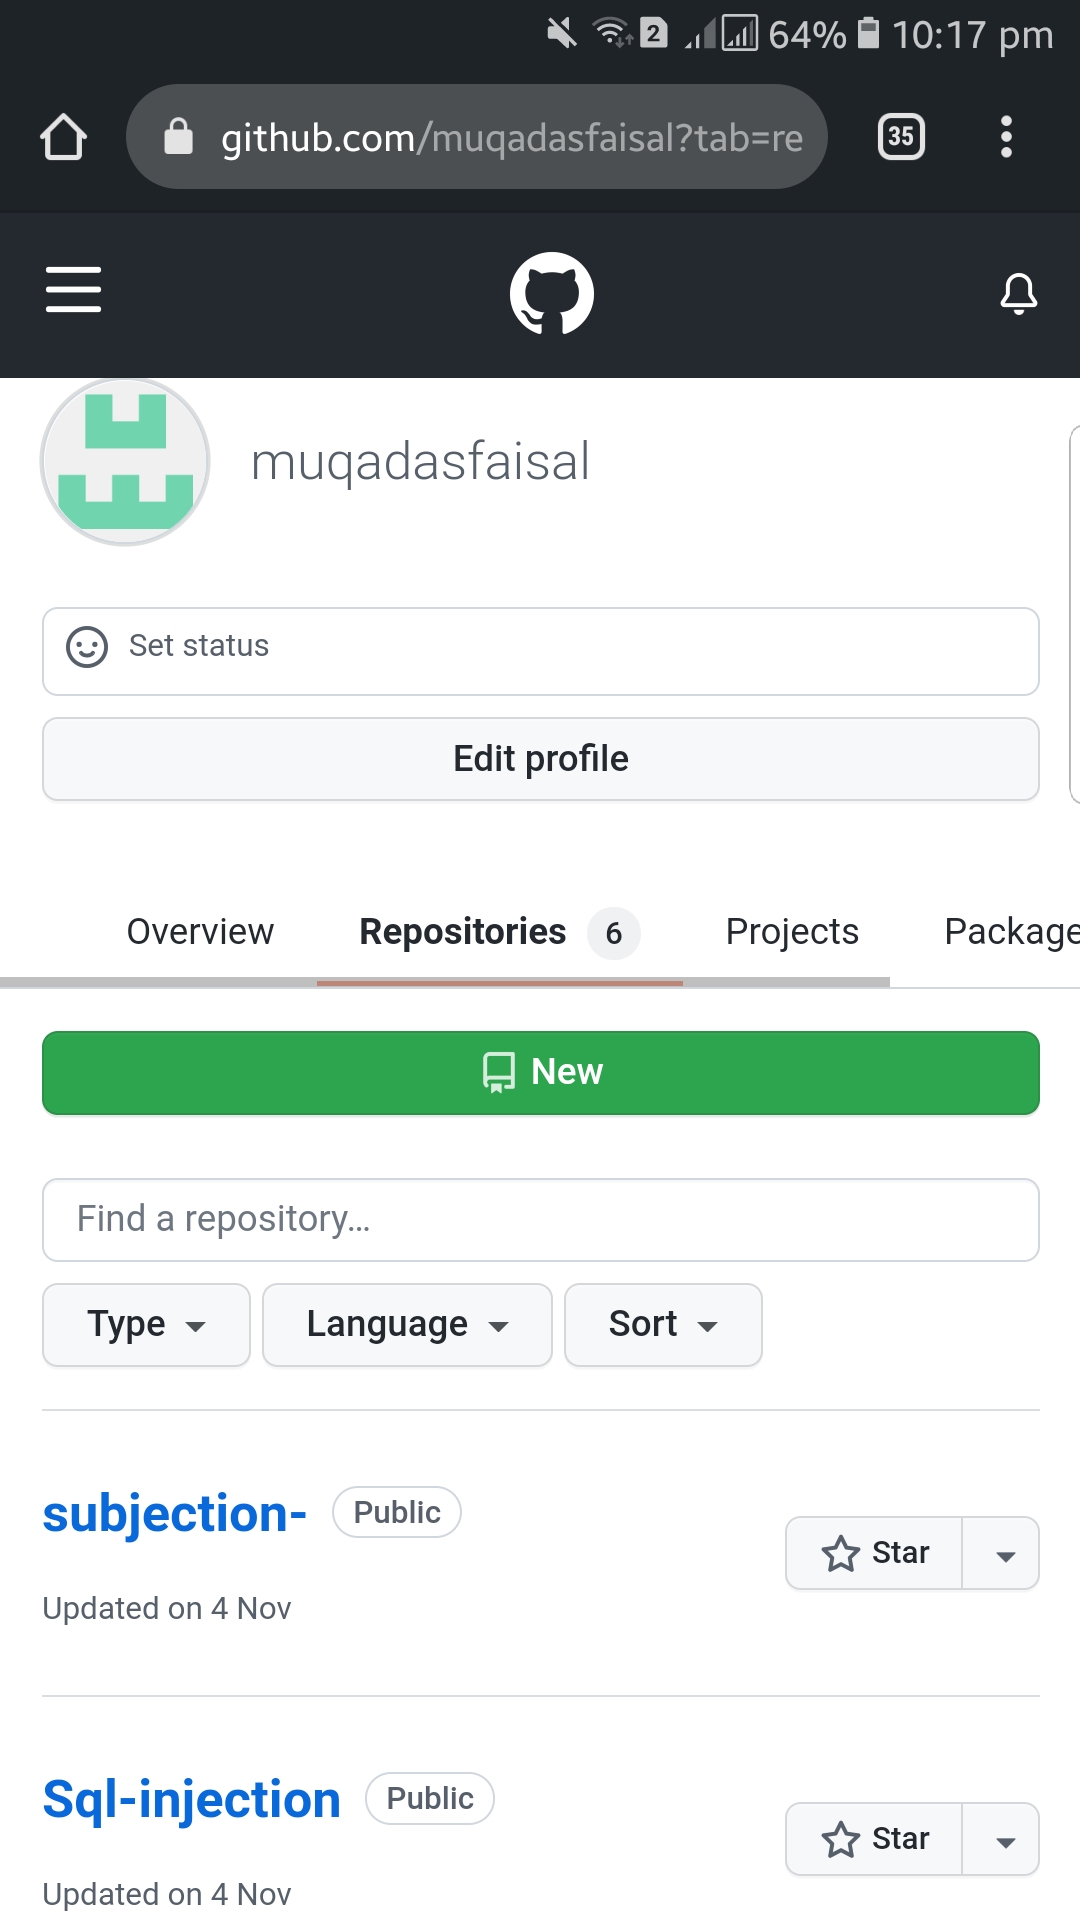 2 64% 10:17 pm
github.com/muqadasfaisal?tab=re
35
muqadasfaisal
Set status
Edit profile
Overview Repositories 6 Projects Package
New
Find a repository...
Type Language Sort
subjection- Public
Star
Updated on 4 Nov
Sql-injection Public
Star
Updated on 4 Nov